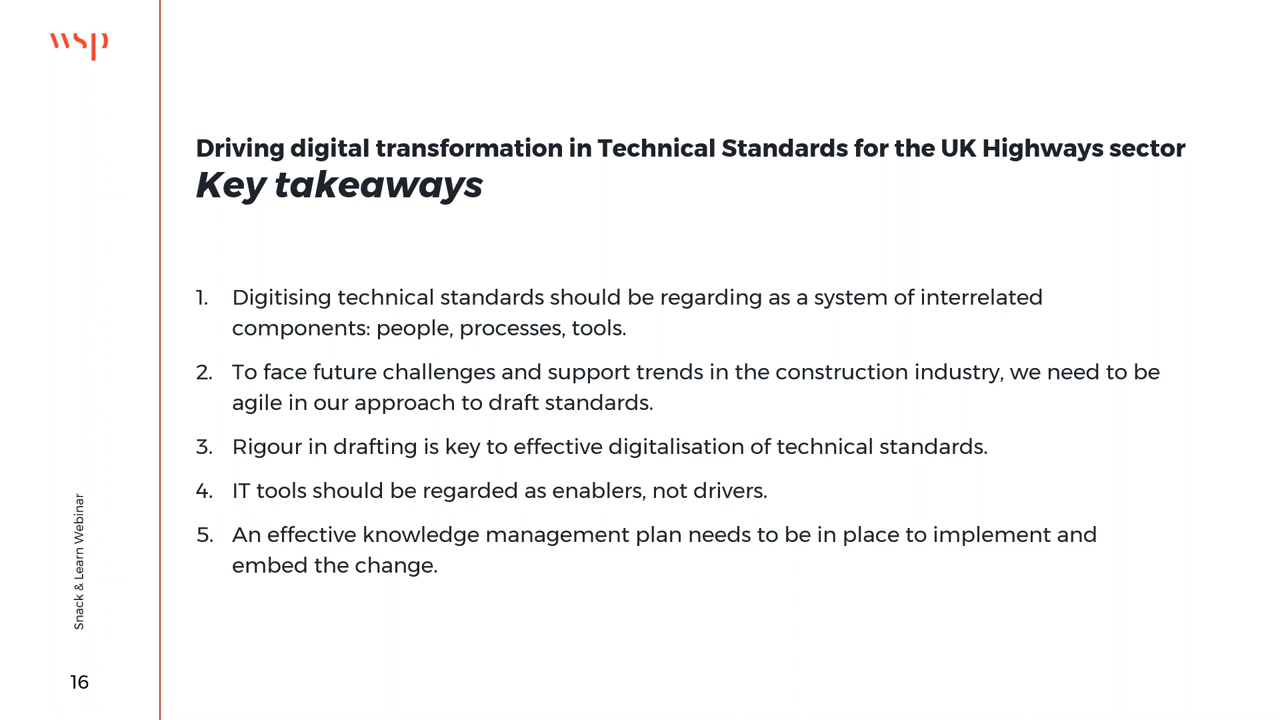 wsp
Driving digital transformation in Technical Standards for the UK Highways sector
Key takeaways
1. Digitising technical standards should be regarding as a system of interrelated
components: people, processes, tools.
2. To face future challenges and support trends in the construction industry, we need to be
agile in our approach to draft standards.
3. Rigour in drafting is key to effective digitalisation of technical standards.
4. IT tools should be regarded as enablers, not drivers.
5. An effective knowledge management plan needs to be in place to implement and
embed the change.
Snack & Learn Webinar
16